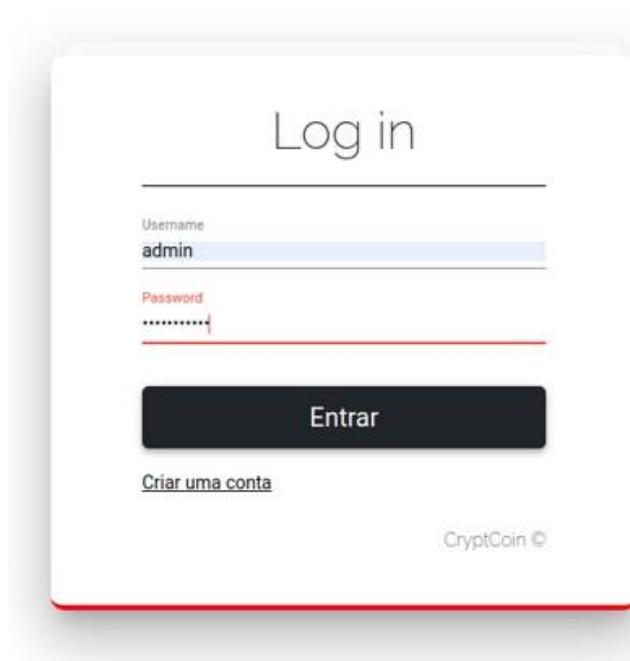 Log in
Username
admin
Password
•••••••••••
Entrar
Criar uma conta
CryptCoin ©